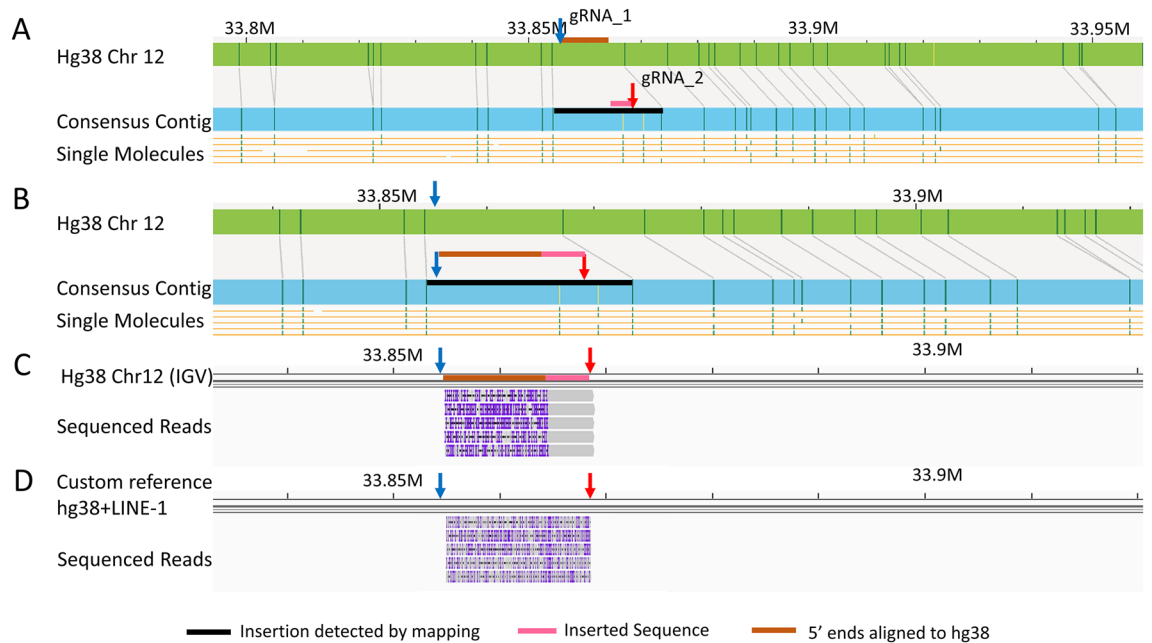 A
33.8M 33.85M gRNA_1 33.9M 33.95M
Hg38 Chr 12
gRNA_2
Consensus Contig
Single Molecules
B
33.85M 33.9M
Hg38 Chr 12
Consensus Contig
Single Molecules
C
33.85M 33.9M
Hg38 Chr12 (IGV)
Sequenced Reads
D
Custom reference 33.85M 33.9M
hg38+LINE-1
Sequenced Reads
Insertion detected by mapping Inserted Sequence 5' ends aligned to hg38